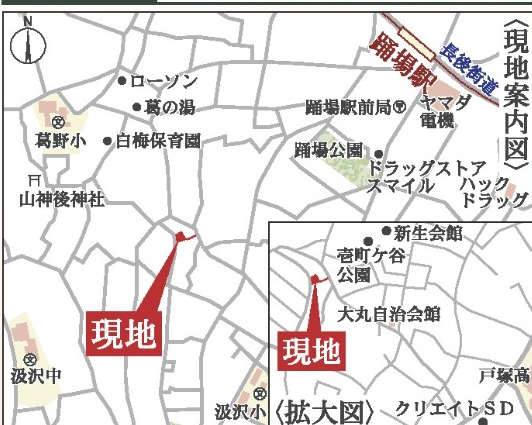 〈現地案内図〉
N
ローソン
葛の湯
葛野小
白梅保育園
山神後神社
踊場駅
長後街道
踊場駅前局
ヤマダ
電機
踊場公園
ドラッグストア
スマイル
ハック
ドラッグ
現地
汲沢中
汲沢小
新生会館
壱町ケ谷
公園
大丸自治会館
現地
戸塚高
〈拡大図〉
クリエイトSD